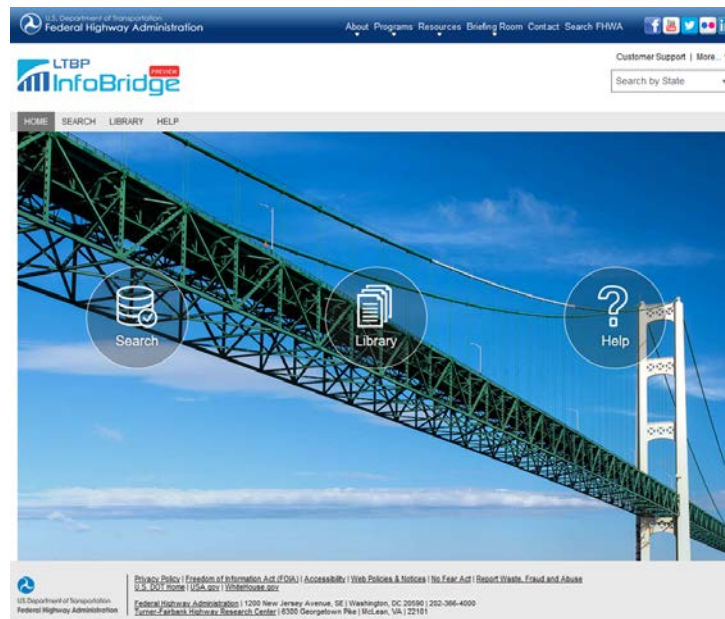 U.S. Department of Transportation
Federal Highway Administration
About Programs Resources Briefing Room Contact Search FHWA
Customer Support | More...
LTBP
InfoBridge
PREVIEW
Search by State
HOME SEARCH LIBRARY HELP
Search
Library
Help
Privacy Policy | Freedom of Information Act (FOIA) | Accessibility | Web Policies & Notices | No Fear Act | Report Waste, Fraud and Abuse
U.S. DOT Home | USA.gov | WhiteHouse.gov
U.S. Department of Transportation
Federal Highway Administration
Federal Highway Administration | 1200 New Jersey Avenue, SE | Washington, DC 20590 | 202-366-4000
Turner-Fairbank Highway Research Center | 6300 Georgetown Pike | McLean, VA | 22101